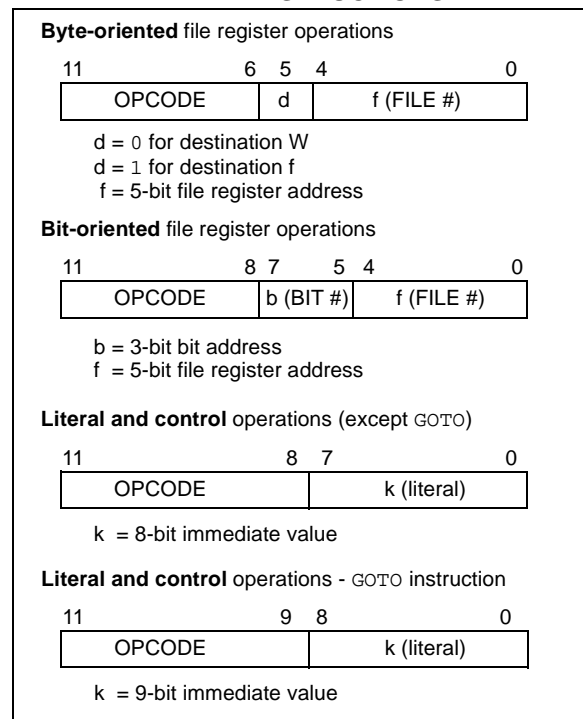 Byte-oriented file register operations
11 6 5 4 0
OPCODE d f (FILE #)
d = 0 for destination W
d = 1 for destination f
f = 5-bit file register address
Bit-oriented file register operations
11 8 7 5 4 0
OPCODE b (BIT #) f (FILE #)
b = 3-bit bit address
f = 5-bit file register address
Literal and control operations (except GOTO)
11 8 7 0
OPCODE k (literal)
k = 8-bit immediate value
Literal and control operations - GOTO instruction
11 9 8 0
OPCODE k (literal)
k = 9-bit immediate value